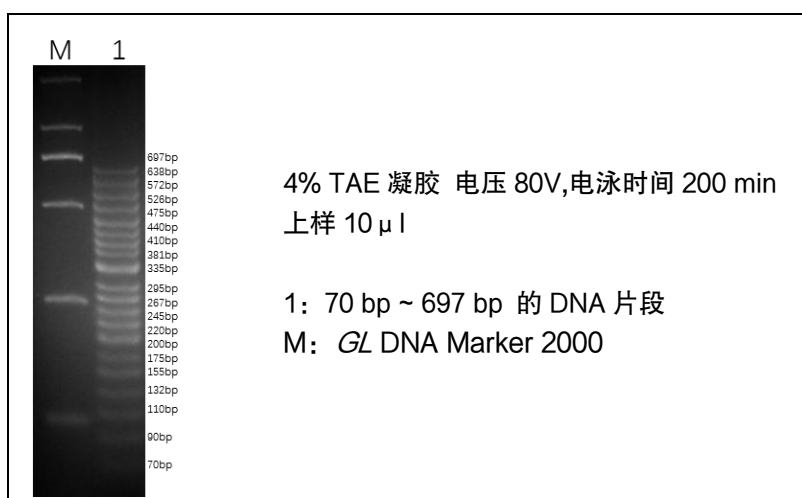 M 1
697bp
638bp
572bp
526bp
475bp
440bp
410bp
381bp
335bp
295bp
267bp
245bp
220bp
200bp
175bp
155bp
132bp
110bp
90bp
70bp
4% TAE 凝胶 电压 80V,电泳时间 200 min
上样 10 μl
1：70 bp ~ 697 bp 的 DNA 片段
M：GL DNA Marker 2000